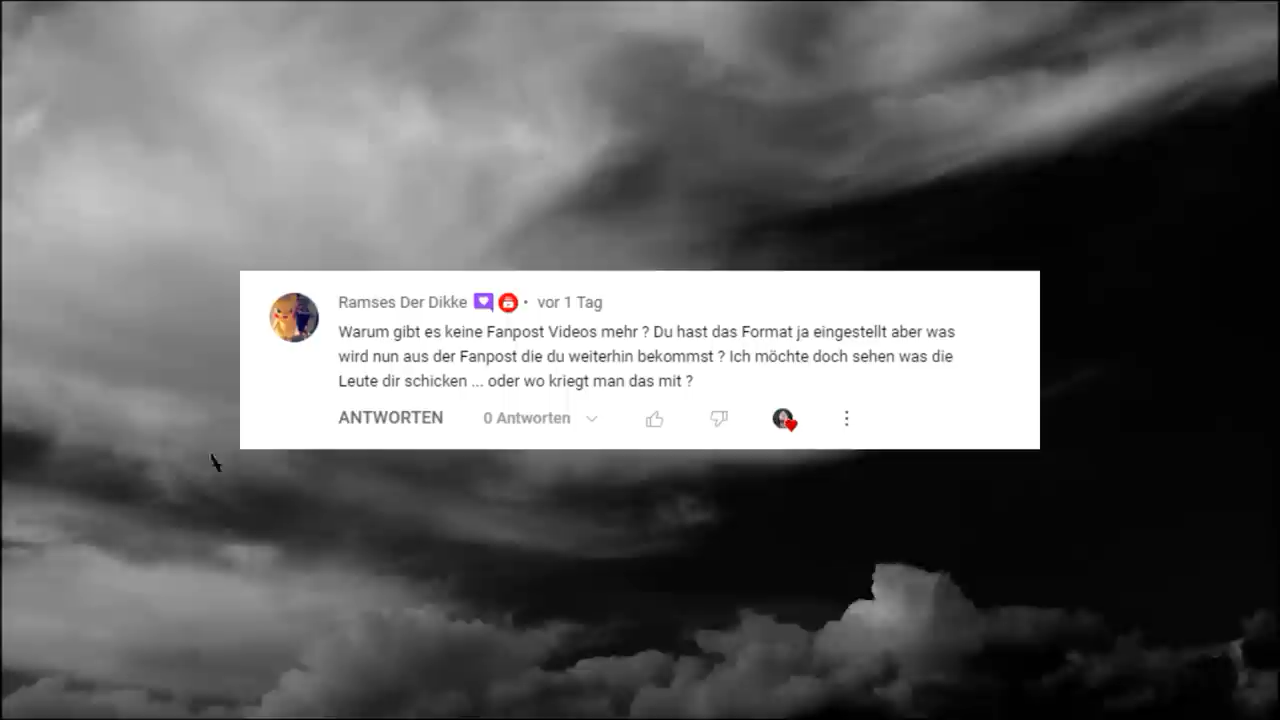 Ramses Der Dikke • vor 1 Tag
Warum gibt es keine Fanpost Videos mehr ? Du hast das Format ja eingestellt aber was
wird nun aus der Fanpost die du weiterhin bekommst ? Ich möchte doch sehen was die
Leute dir schicken ... oder wo kriegt man das mit ?
ANTWORTEN 0 Antworten